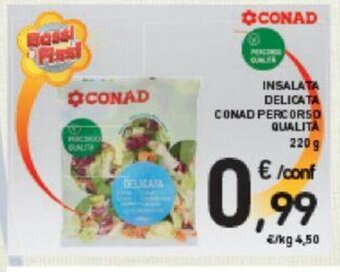 Bassi
Fissi
CONAD
PERCORSO
QUALITÀ
INSALATA
DELICATA
CONAD PERCORSO
QUALITÀ
220 g
CONAD
PERCORSO
QUALITÀ
DELICATA
€/conf
0,99
€/kg 4,50